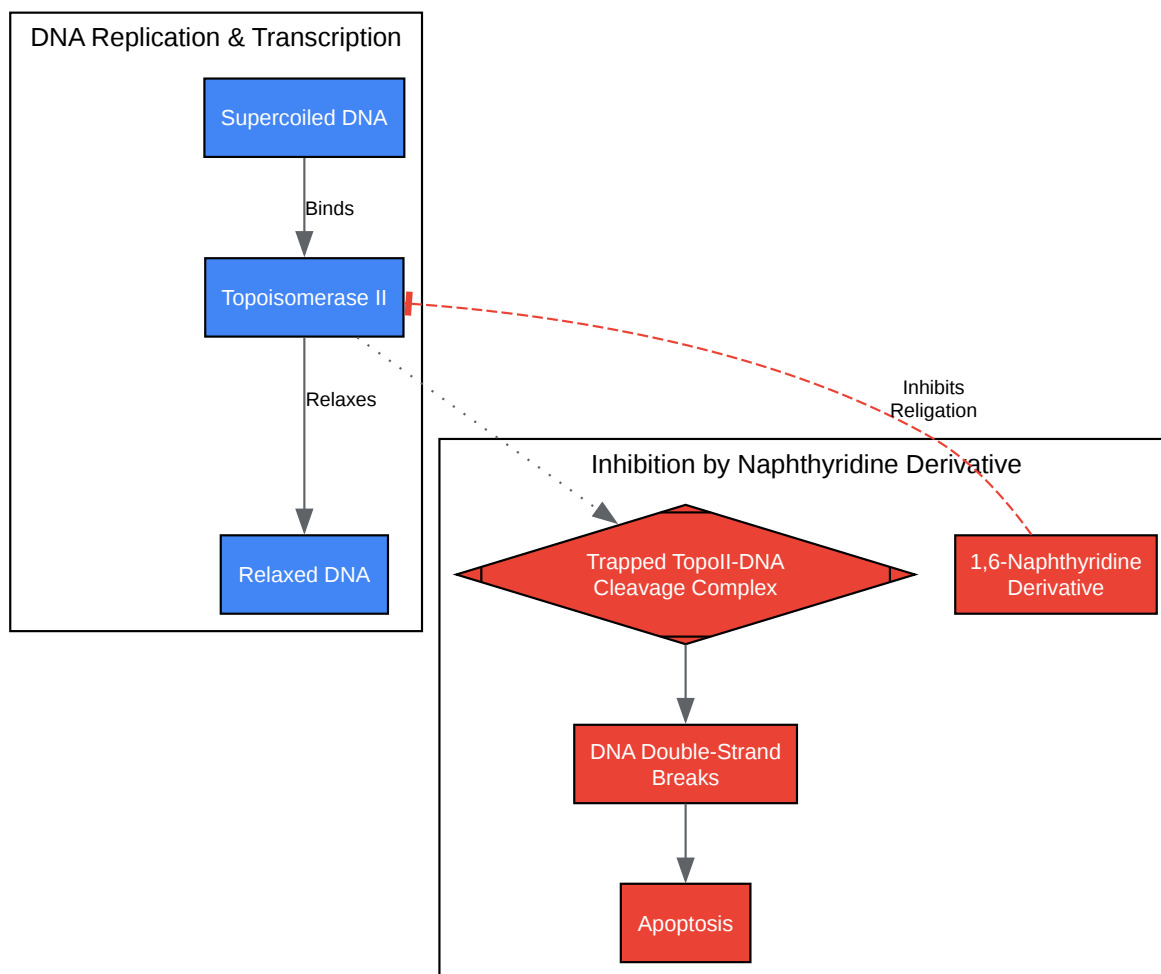 DNA Replication & Transcription
Supercoiled DNA
Binds
Topoisomerase II
Relaxes
Relaxed DNA
Inhibits
Religation
Inhibition by Naphthyridine Derivative
Trapped TopoII-DNA
Cleavage Complex
1,6-Naphthyridine
Derivative
DNA Double-Strand
Breaks
Apoptosis